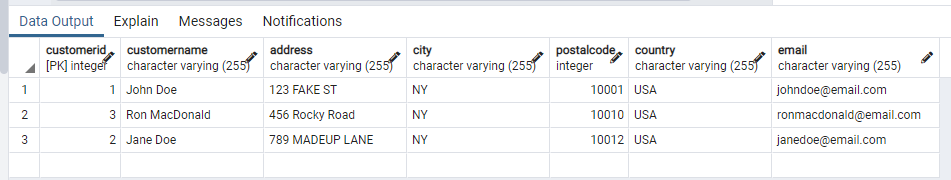 Data Output Explain Messages Notifications
customerid customername address city postalcode country email
[PK] integer character varying (255) character varying (255) character varying (255) integer character varying (255) character varying (255)
1 1 John Doe 123 FAKE ST NY 10001 USA johndoe@email.com
2 3 Ron MacDonald 456 Rocky Road NY 10010 USA ronmacdonald@email.com
3 2 Jane Doe 789 MADEUP LANE NY 10012 USA janedoe@email.com